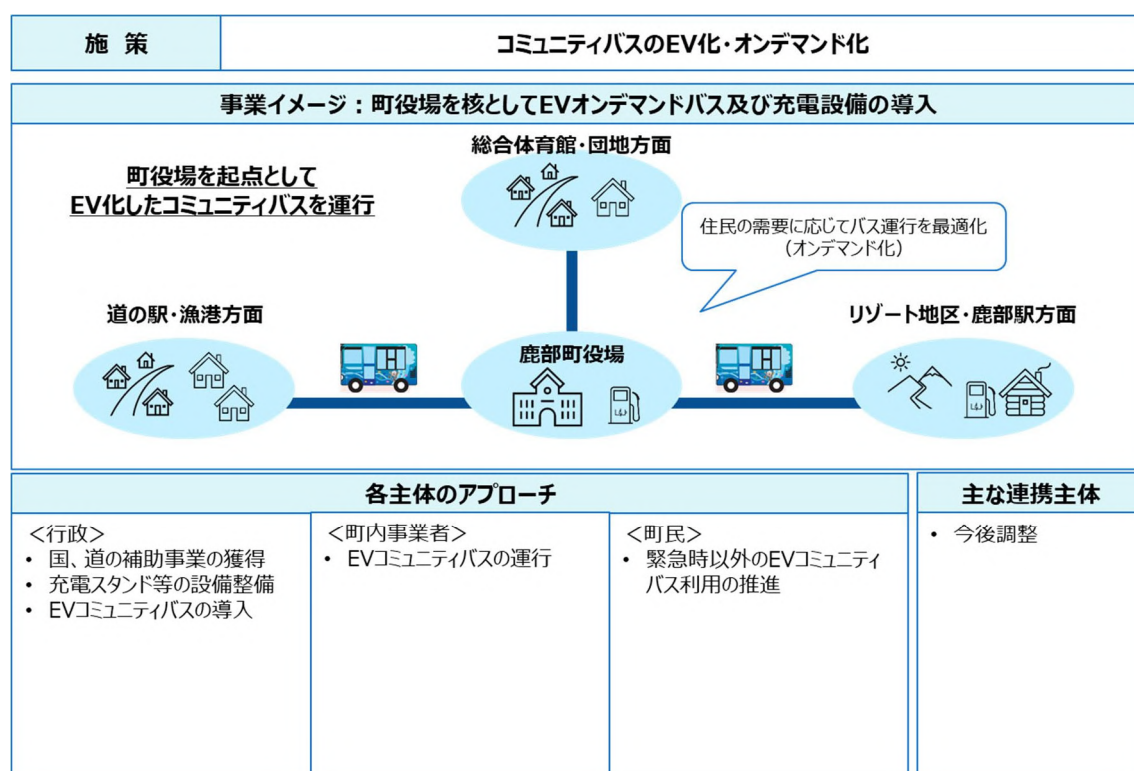 施 策
コミュニティバスのEV化・オンデマンド化
事業イメージ：町役場を核としてEVオンデマンドバス及び充電設備の導入
総合体育館・団地方面
町役場を起点として
EV化したコミュニティバスを運行
住民の需要に応じてバス運行を最適化
（オンデマンド化）
道の駅・漁港方面
リゾート地区・鹿部駅方面
鹿部町役場
各主体のアプローチ
主な連携主体
＜行政＞
• 国、道の補助事業の獲得
• 充電スタンド等の設備整備
• EVコミュニティバスの導入
＜町内事業者＞
• EVコミュニティバスの運行
＜町民＞
• 緊急時以外のEVコミュニティ
バス利用の推進
• 今後調整